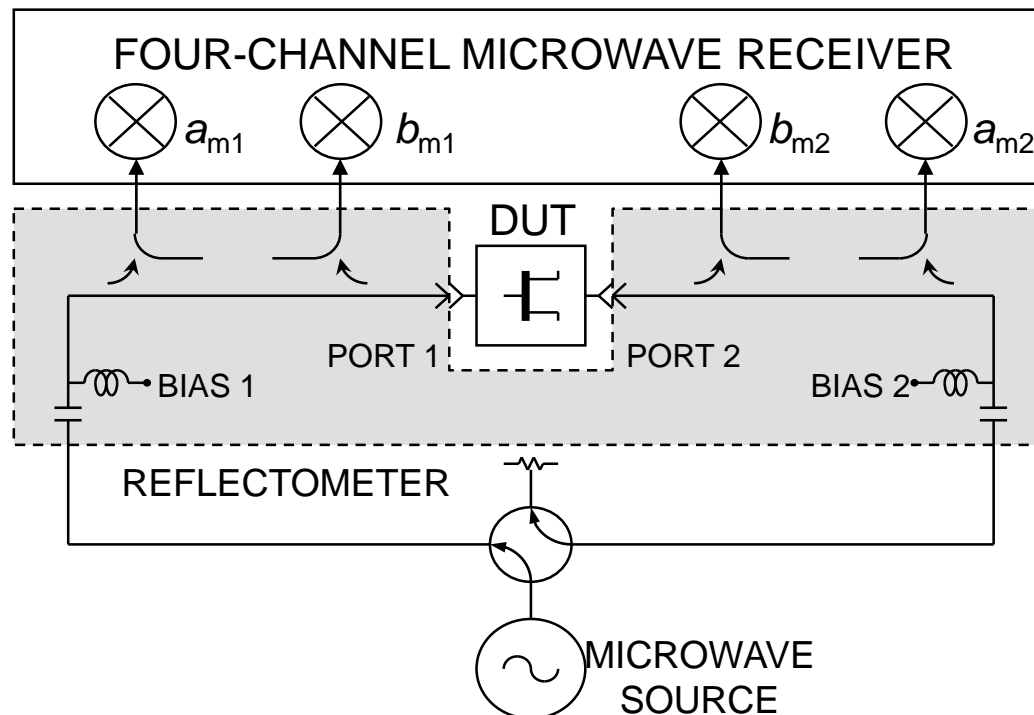 FOUR-CHANNEL MICROWAVE RECEIVER
am1 bm1 bm2 am2
DUT
PORT 1 PORT 2
BIAS 1 BIAS 2
REFLECTOMETER
MICROWAVE
SOURCE